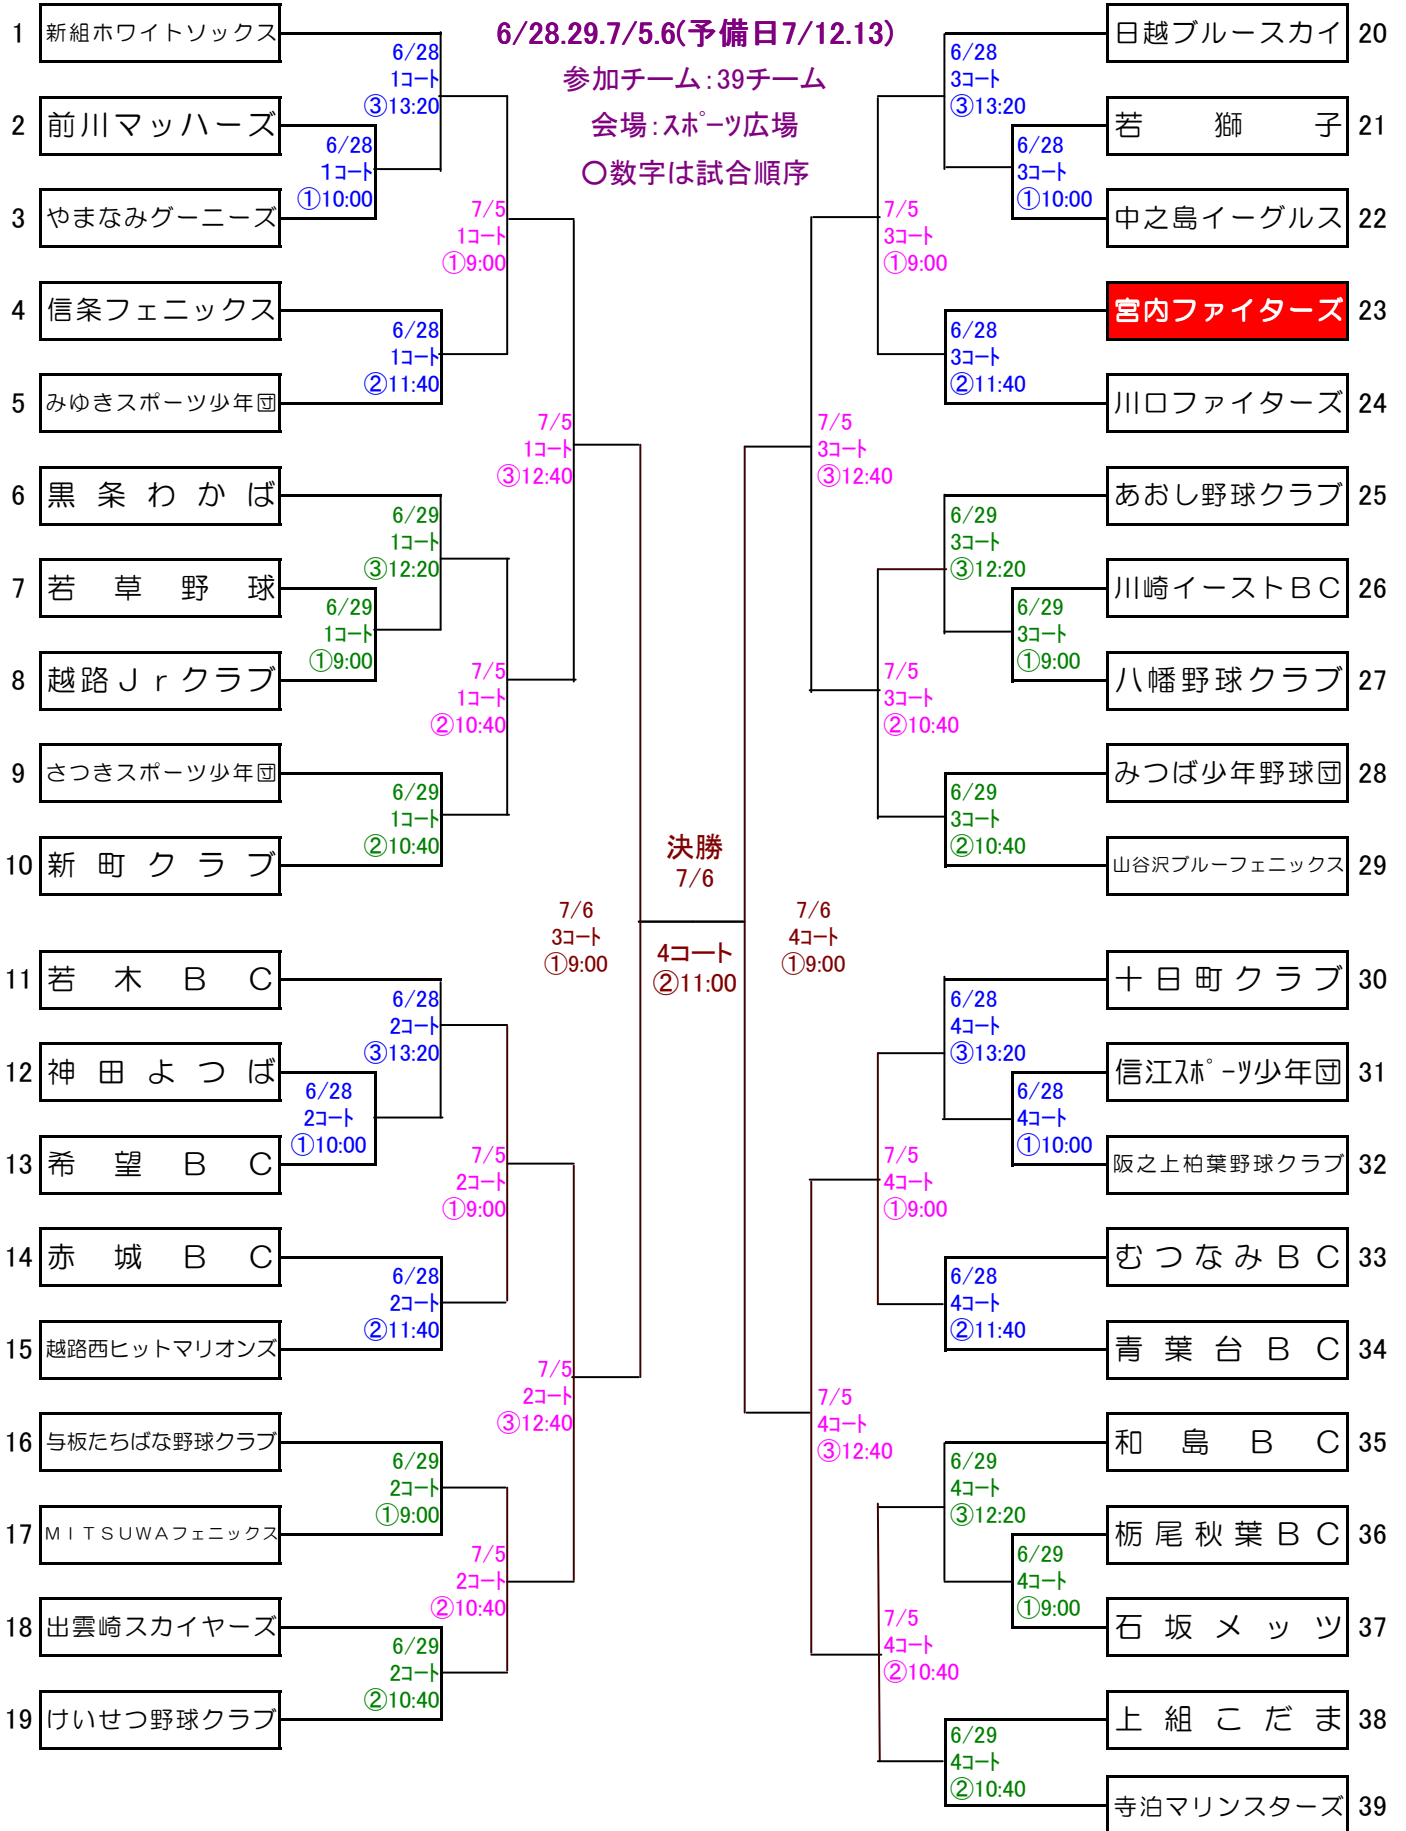 6/28.29.7/5.6(予備日7/12.13)
参加チーム:39チーム
会場:スポーツ広場
〇数字は試合順序
1 新組ホワイトソックス
6/28
1コート
③13:20
2 前川マッハーズ
6/28
1コート
①10:00
3 やまなみグーニーズ
7/5
1コート
①9:00
4 信条フェニックス
6/28
1コート
②11:40
5 みゆきスポーツ少年団
7/5
1コート
③12:40
6 黒条わかば
6/29
1コート
③12:20
7 若草野球
6/29
1コート
①9:00
8 越路Jrクラブ
7/5
1コート
②10:40
9 さつきスポーツ少年団
6/29
1コート
②10:40
10 新町クラブ
7/6
3コート
①9:00
11 若木BC
6/28
2コート
③13:20
12 神田よつば
6/28
2コート
①10:00
13 希望BC
7/5
2コート
①9:00
14 赤城BC
6/28
2コート
②11:40
15 越路西ヒットマリオンズ
7/5
2コート
③12:40
16 与板たちばな野球クラブ
6/29
2コート
①9:00
17 MITSUWAフェニックス
7/5
2コート
②10:40
18 出雲崎スカイヤーズ
6/29
2コート
②10:40
19 けいせつ野球クラブ
決勝
7/6
4コート
②11:00
日越ブルースカイ 20
6/28
3コート
③13:20
若獅子 21
6/28
3コート
①10:00
中之島イーグルス 22
7/5
3コート
①9:00
宮内ファイターズ 23
6/28
3コート
②11:40
川口ファイターズ 24
7/5
3コート
③12:40
あおし野球クラブ 25
6/29
3コート
③12:20
川崎イーストBC 26
6/29
3コート
①9:00
八幡野球クラブ 27
7/5
3コート
②10:40
みつば少年野球団 28
6/29
3コート
②10:40
山谷沢ブルーフェニックス 29
7/6
4コート
①9:00
十日町クラブ 30
6/28
4コート
③13:20
信江スポーツ少年団 31
6/28
4コート
①10:00
阪之上柏葉野球クラブ 32
7/5
4コート
①9:00
むつなみBC 33
6/28
4コート
②11:40
青葉台BC 34
7/5
4コート
③12:40
和島BC 35
6/29
4コート
③12:20
栃尾秋葉BC 36
6/29
4コート
①9:00
石坂メッツ 37
7/5
4コート
②10:40
上組こだま 38
6/29
4コート
②10:40
寺泊マリンスターズ 39